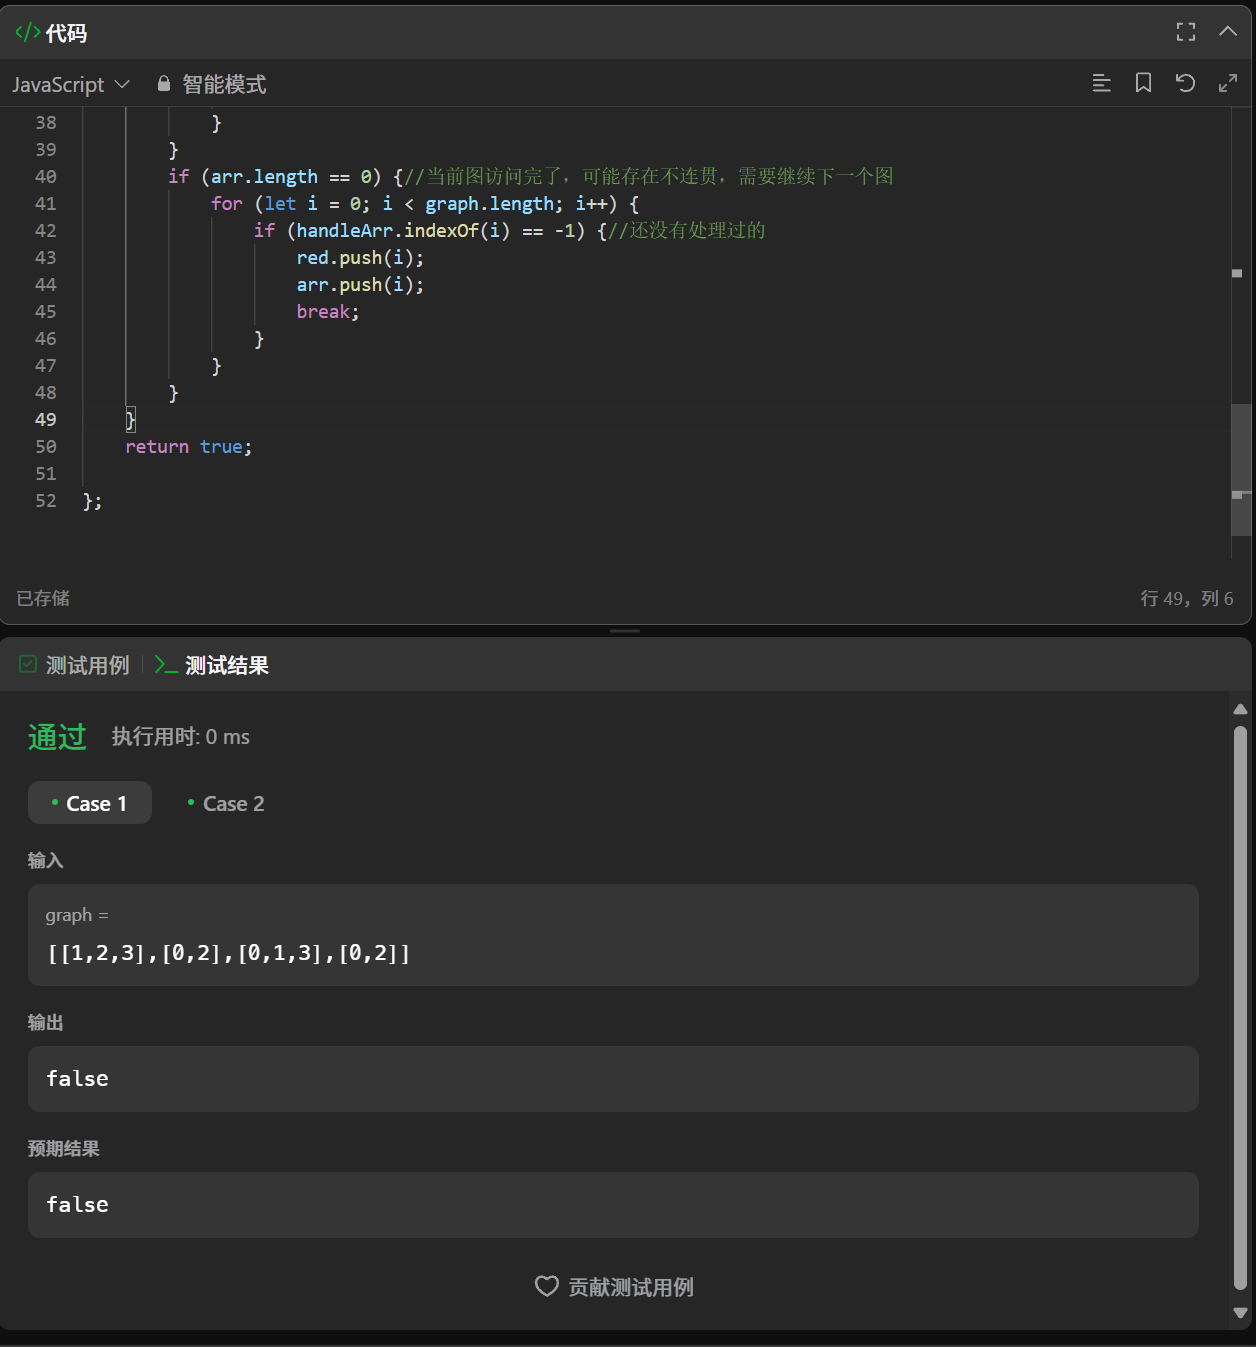 </> 代码
JavaScript 智能模式
38 }
39 }
40 if (arr.length == 0) {//当前图访问完了，可能存在不连贯，需要继续下一个图
41 for (let i = 0; i < graph.length; i++) {
42 if (handleArr.indexOf(i) == -1) {//还没有处理过的
43 red.push(i);
44 arr.push(i);
45 break;
46 }
47 }
48 }
49 }
50 return true;
51
52 };
已存储 行 49，列 6
测试用例 >_ 测试结果
通过 执行用时: 0 ms
Case 1 Case 2
输入
graph =
[[1,2,3],[0,2],[0,1,3],[0,2]]
输出
false
预期结果
false
贡献测试用例